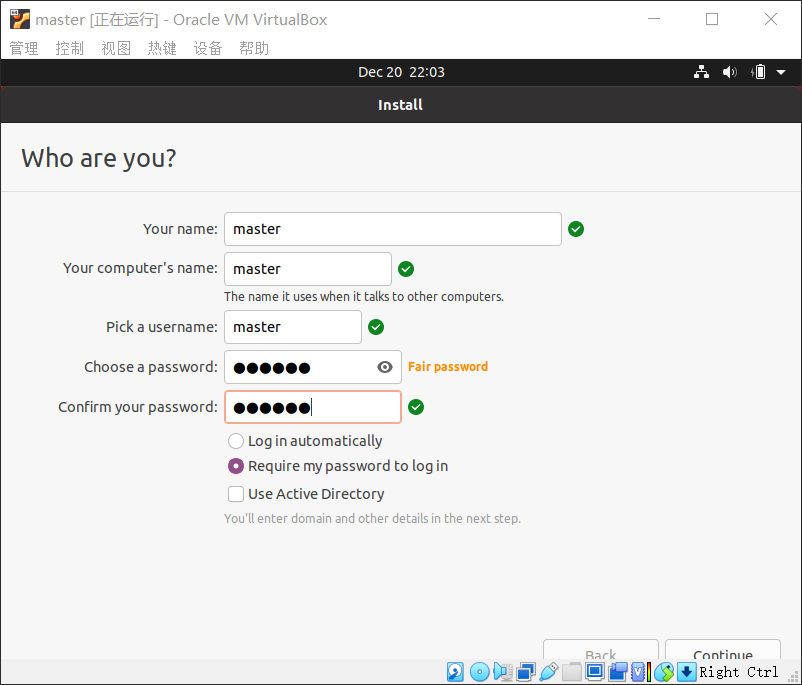 master [正在运行] - Oracle VM VirtualBox
管理 控制 视图 热键 设备 帮助
Dec 20 22:03
Install
Who are you?
Your name: master
Your computer's name: master
The name it uses when it talks to other computers.
Pick a username: master
Choose a password: ●●●●●● Fair password
Confirm your password: ●●●●●●
Log in automatically
Require my password to log in
Use Active Directory
You'll enter domain and other details in the next step.
Back Continue
Right Ctrl